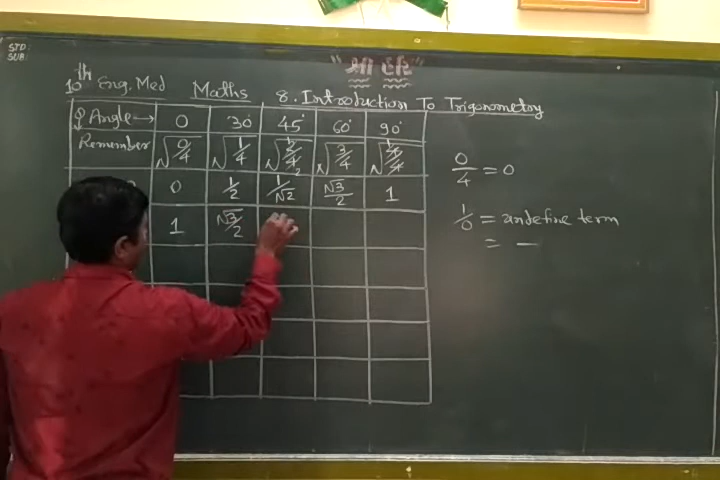 STD:
SUB:
"श्री"
10th Eng. Med Maths 8. Introduction To Trigonometry
Angle → 0 30° 45° 60° 90°
Remember √0/4 √1/4 √2/4 2 √3/4 √4/4
0 1/2 1/√2 √3/2 1
1 √3/2
0/4 = 0
1/0 = andefine term
= —